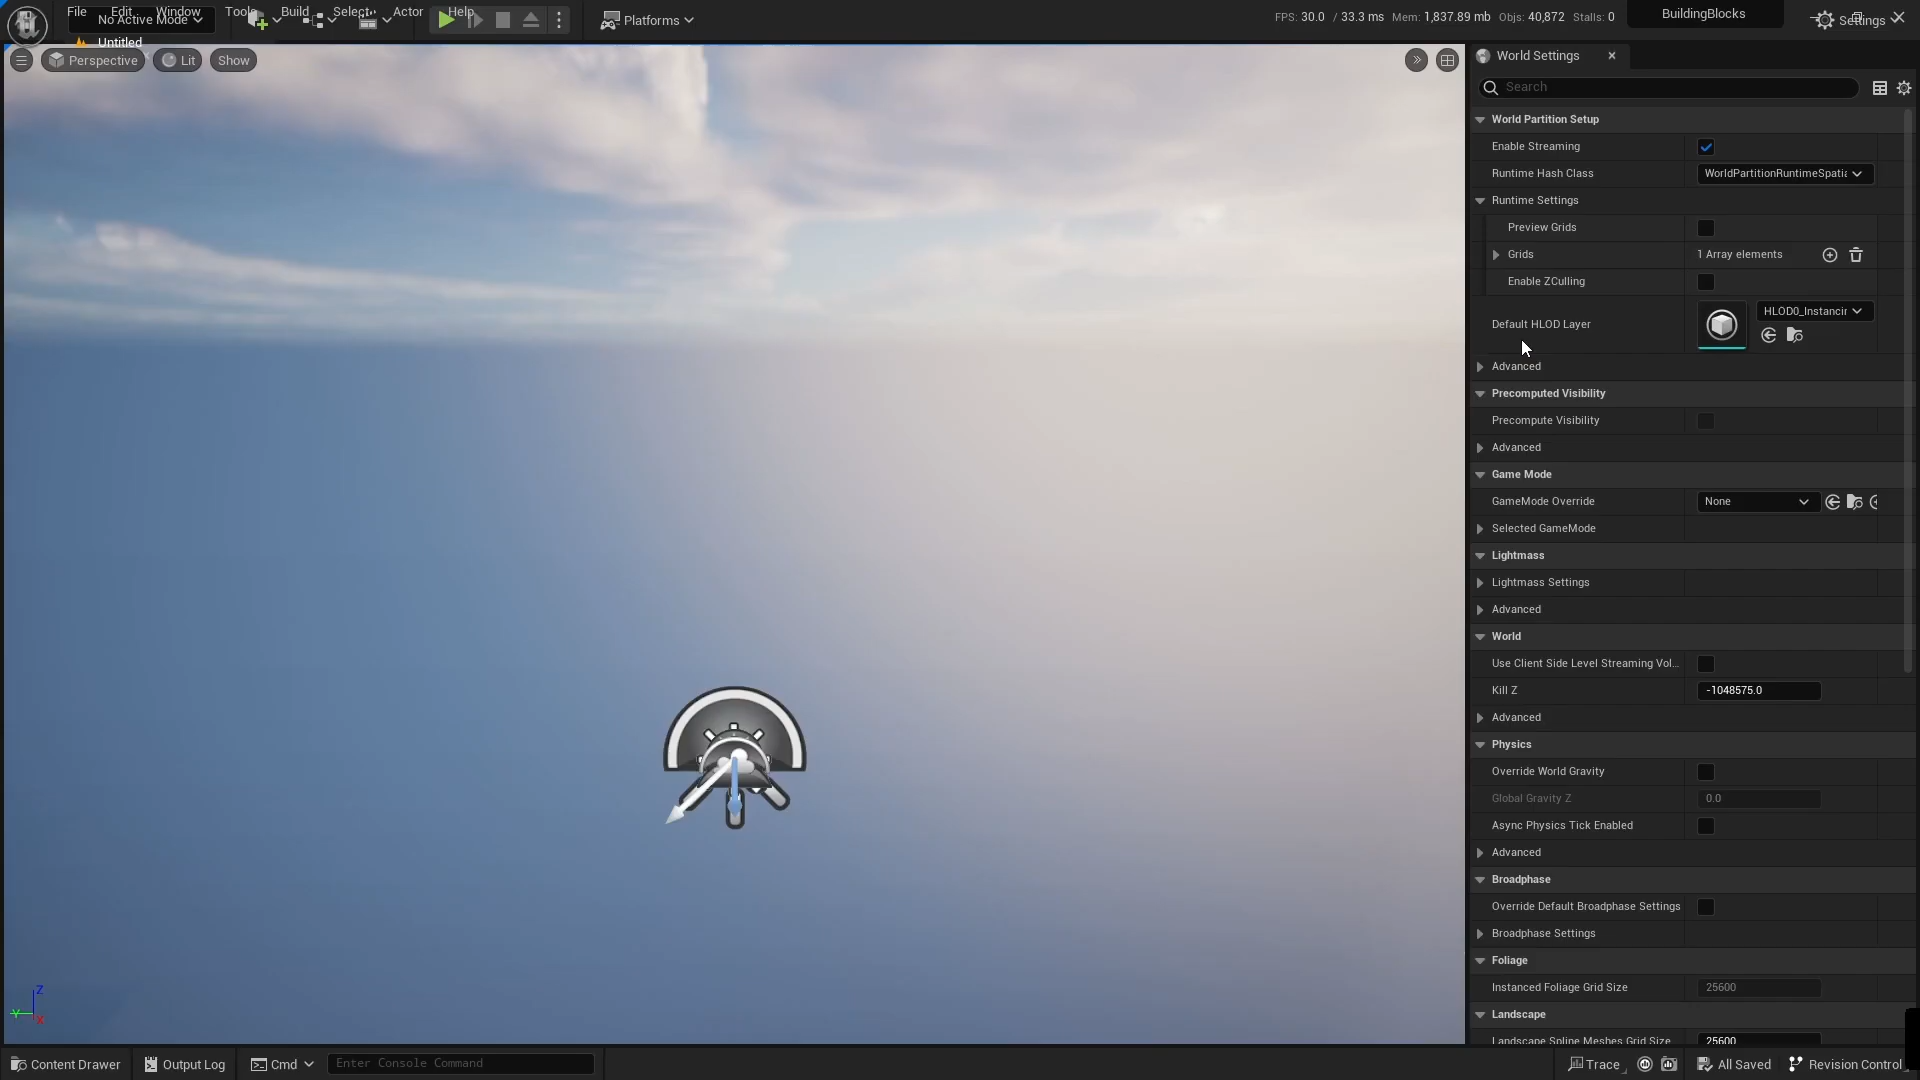 File Edit Window Tools Build Select Actor Help
No Active Mode
Platforms
FPS: 30.0 / 33.3 ms Mem: 1,837.89 mb Objs: 40,872 Stalls: 0
BuildingBlocks
Settings
Untitled
Perspective
Lit
Show
World Settings
Search
World Partition Setup
Enable Streaming
Runtime Hash Class WorldPartitionRuntimeSpatia
Runtime Settings
Preview Grids
Grids 1 Array elements
Enable ZCulling
Default HLOD Layer HLOD0_Instancin
Advanced
Precomputed Visibility
Precompute Visibility
Advanced
Game Mode
GameMode Override None
Selected GameMode
Lightmass
Lightmass Settings
Advanced
World
Use Client Side Level Streaming Vol...
Kill Z -1048575.0
Advanced
Physics
Override World Gravity
Global Gravity Z 0.0
Async Physics Tick Enabled
Advanced
Broadphase
Override Default Broadphase Settings
Broadphase Settings
Foliage
Instanced Foliage Grid Size 25600
Landscape
Landscape Spline Meshes Grid Size 25600
Z
Y
X
Content Drawer
Output Log
Cmd
Enter Console Command
Trace
All Saved
Revision Control